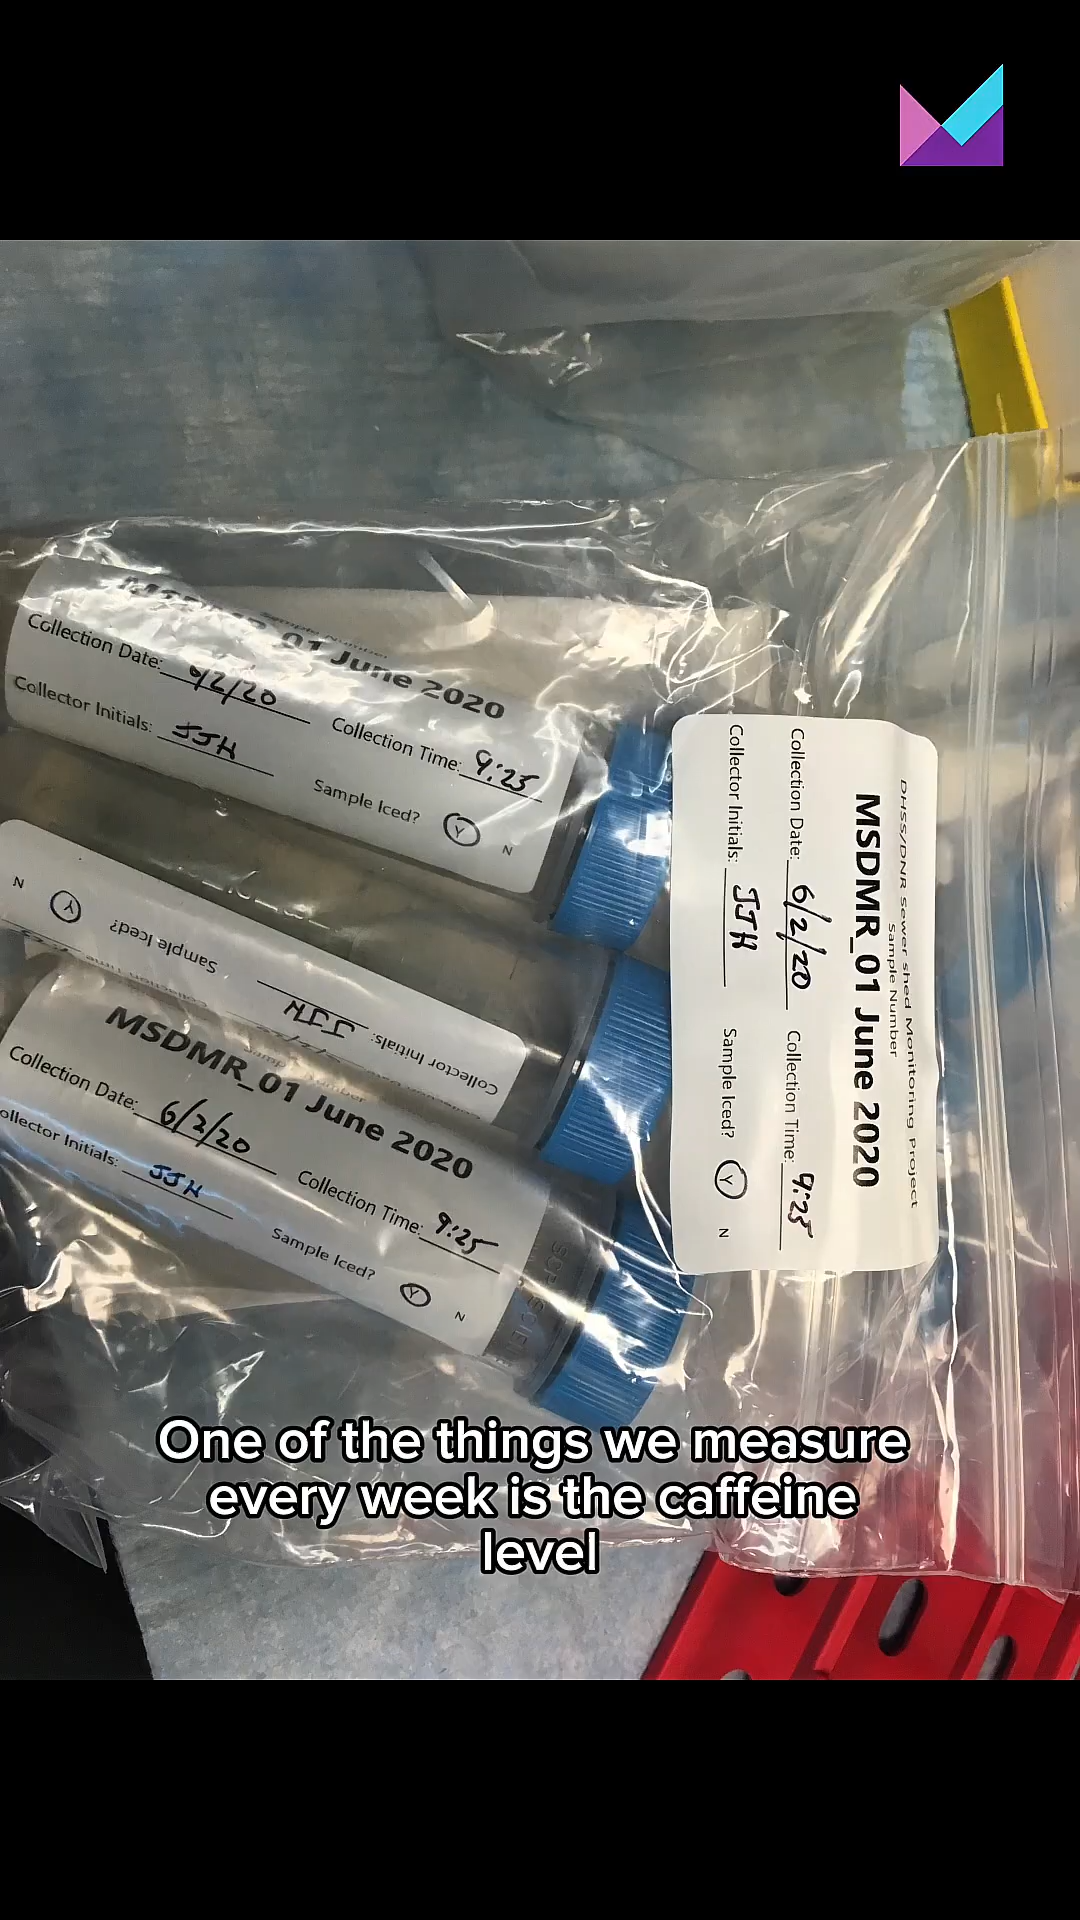 MSDMR_01 June 2020
Collection Date: 6/2/20 Collection Time: 9:25
Collector Initials: JJH Sample Iced? Y N
DHSS/DNR Sewer shed Monitoring Project
Sample Number
MSDMR_01 June 2020
Collection Date: 6/2/20 Collection Time: 9:25
Collector Initials: JJH Sample Iced? Y N
Collector Initials: JJH Sample Iced? Y N
MSDMR_01 June 2020
Collection Date: 6/2/20 Collection Time: 9:25
ollector Initials: JJH Sample Iced? Y N
One of the things we measure
every week is the caffeine
level